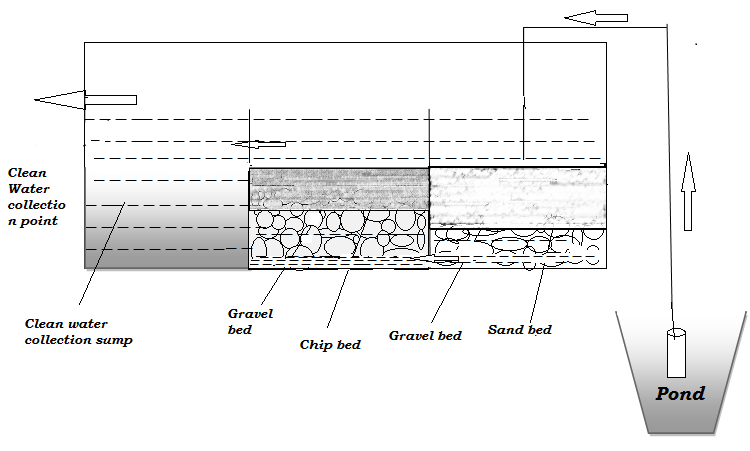 Clean
Water
collectio
n point
Clean water
collection sump
Gravel
bed
Chip bed
Gravel bed
Sand bed
Pond